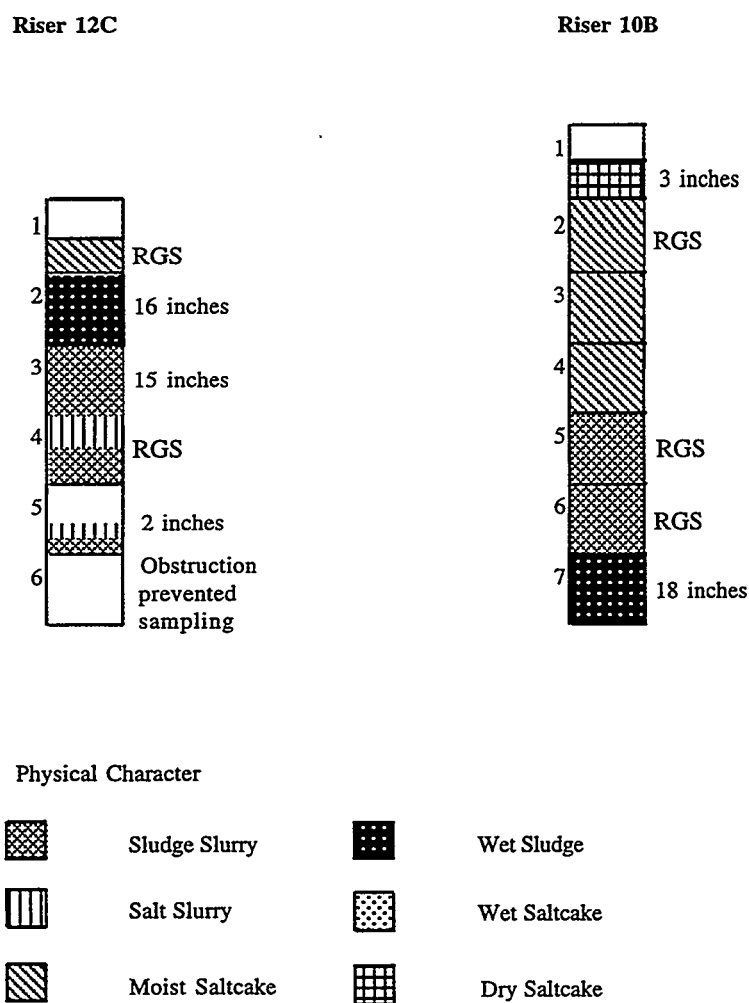 Riser 12C
Riser 10B
1
RGS
2
16 inches
3
15 inches
4
RGS
5
2 inches
6
Obstruction
prevented
sampling
1
3 inches
2
RGS
3
4
5
RGS
6
RGS
7
18 inches
Physical Character
Sludge Slurry
Wet Sludge
Salt Slurry
Wet Saltcake
Moist Saltcake
Dry Saltcake